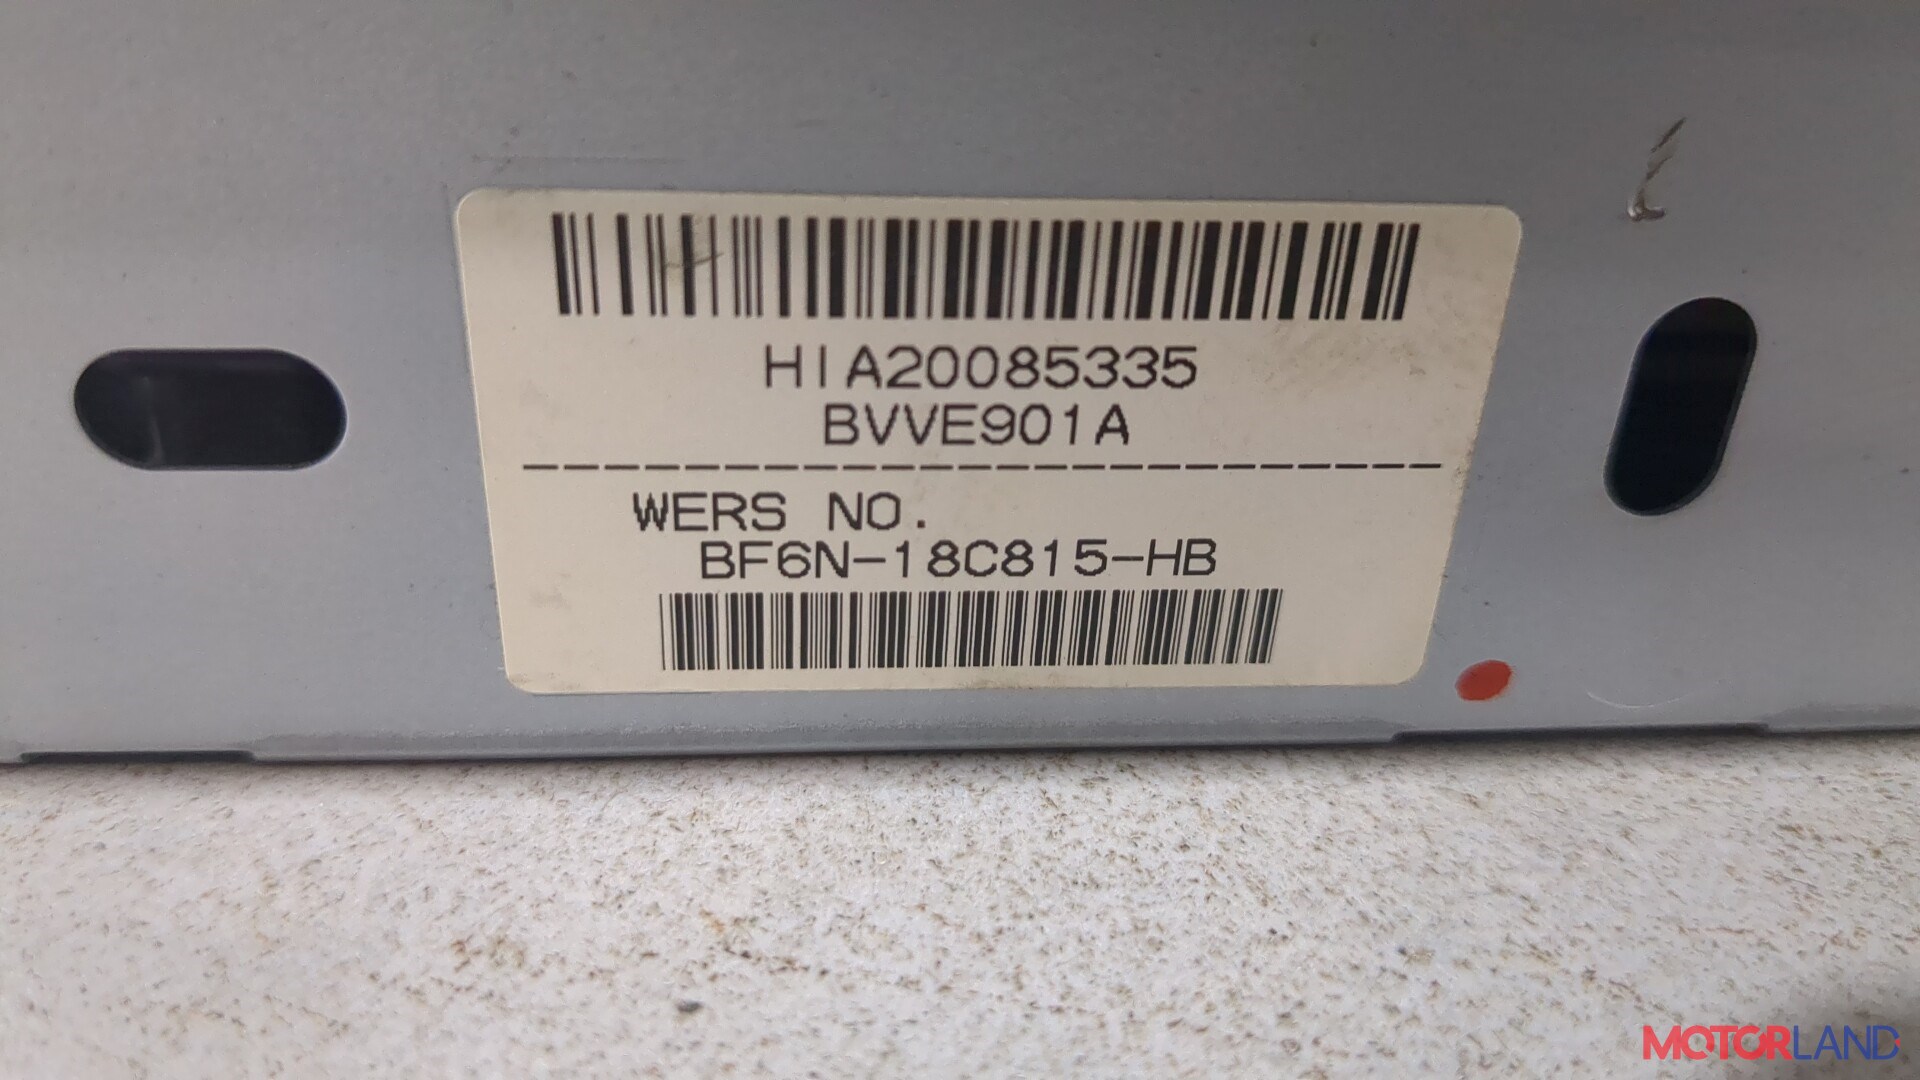 HIA20085335
BVVE901A
WERS NO.
BF6N-18C815-HB
MOTORLAND